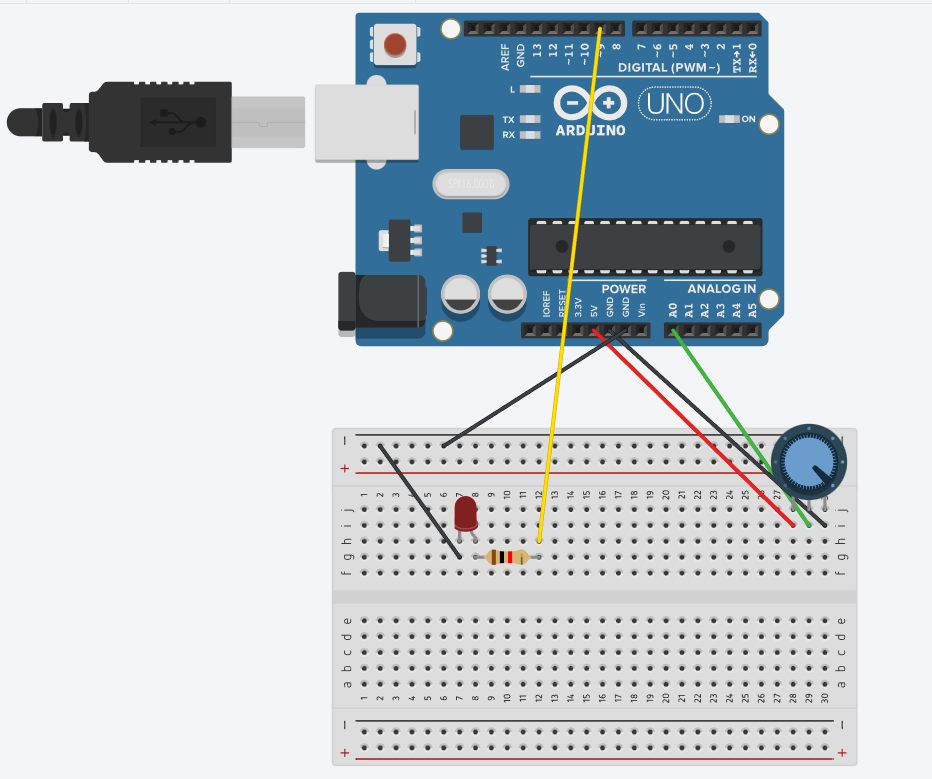 AREF
GND
13
12
~11
~10
~9
8
7
~6
~5
4
~3
2
TX→1
RX←0
DIGITAL (PWM~)
L
TX
RX
ARDUINO
UNO
ON
IOREF
RESET
3.3V
5V
GND
GND
Vin
POWER
ANALOG IN
A0
A1
A2
A3
A4
A5
− −
+
1 2 3 4 5 6 7 8 9 10 11 12 13 14 15 16 17 18 19 20 21 22 23 24 25 26 27 28 29 30
j j
i i
h h
g g
f f
e e
d d
c c
b b
a a
1 2 3 4 5 6 7 8 9 10 11 12 13 14 15 16 17 18 19 20 21 22 23 24 25 26 27 28 29 30
− −
+ +